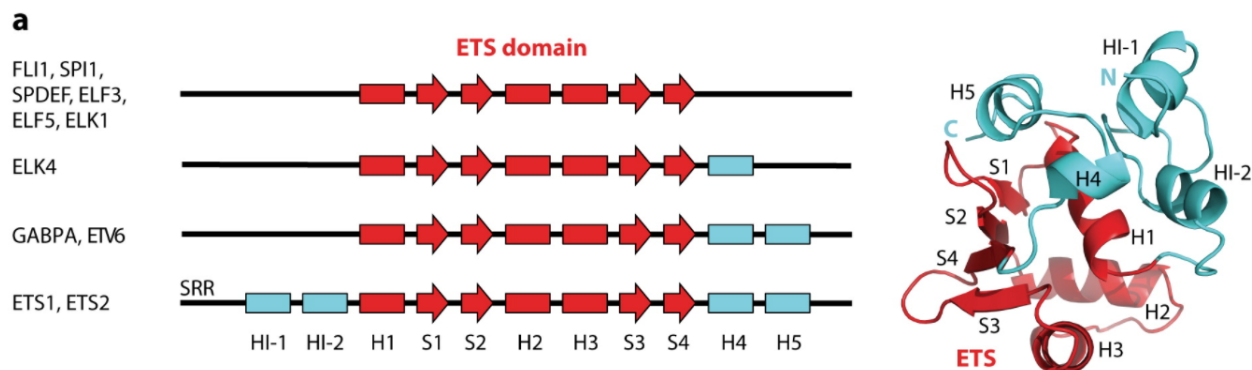 a
ETS domain
FLI1, SPI1,
SPDEF, ELF3,
ELF5, ELK1
ELK4
GABPA, ETV6
ETS1, ETS2
SRR
HI-1 HI-2 H1 S1 S2 H2 H3 S3 S4 H4 H5
HI-1
N
H5
C
S1
H4
HI-2
S2
H1
S4
H2
S3
H3
ETS